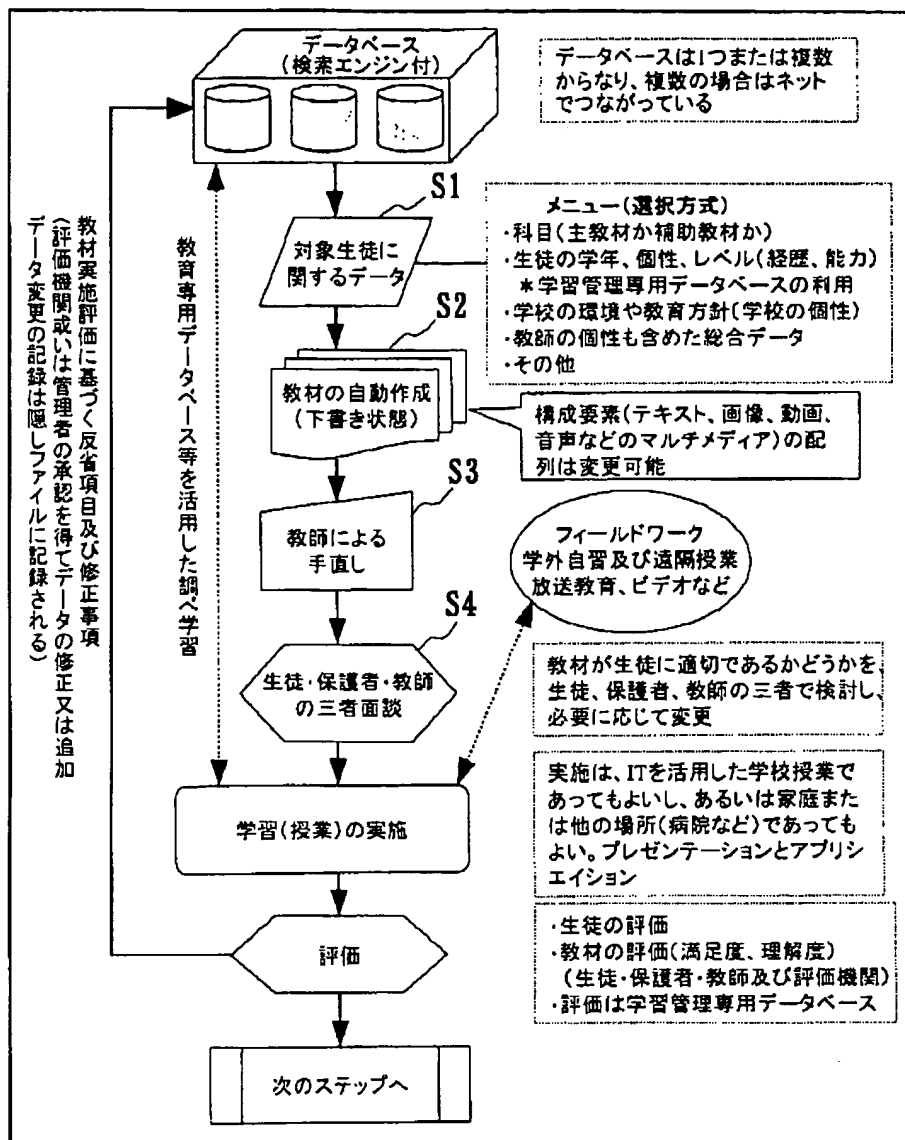 データベース
(検索エンジン付)
データベースは1つまたは複数
からなり、複数の場合はネット
でつながっている
S1
対象生徒に
関するデータ
メニュー(選択方式)
・科目(主教材か補助教材か)
・生徒の学年、個性、レベル(経歴、能力)
＊学習管理専用データベースの利用
・学校の環境や教育方針(学校の個性)
・教師の個性も含めた総合データ
・その他
S2
教材の自動作成
(下書き状態)
構成要素(テキスト、画像、動画、
音声などのマルチメディア)の配
列は変更可能
S3
教師による
手直し
フィールドワーク
学外自習及び遠隔授業
放送教育、ビデオなど
S4
生徒・保護者・教師
の三者面談
教材が生徒に適切であるかどうかを、
生徒、保護者、教師の三者で検討し、
必要に応じて変更
学習(授業)の実施
実施は、ITを活用した学校授業で
あってもよいし、あるいは家庭また
は他の場所(病院など)であっても
よい。プレゼンテーションとアプリシ
エイション
評価
・生徒の評価
・教材の評価(満足度、理解度)
(生徒・保護者・教師及び評価機関)
・評価は学習管理専用データベース
次のステップへ
教育専用データベース等を活用した調べ学習
教材実施評価に基づく反省項目及び修正事項
(評価機関或いは管理者の承認を得てデータの修正又は追加
データ変更の記録は隠しファイルに記録される)